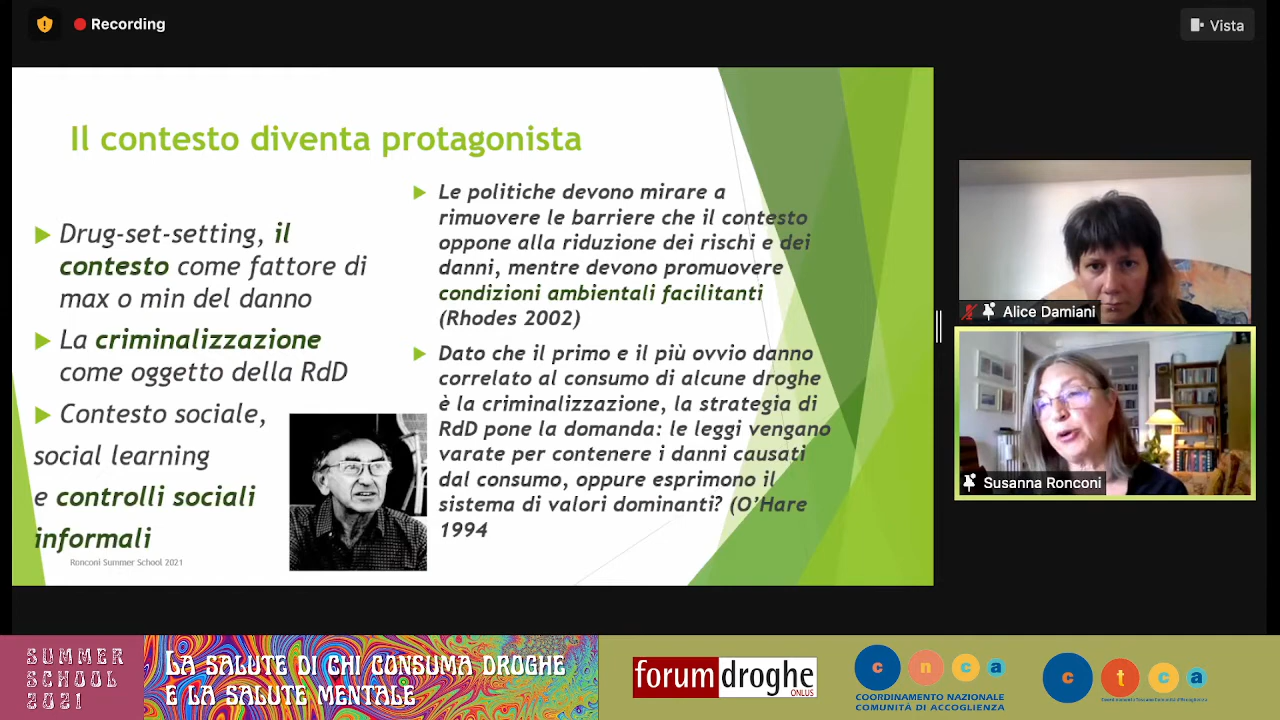 Recording
Vista
Il contesto diventa protagonista
Drug-set-setting, il
contesto come fattore di
max o min del danno
La criminalizzazione
come oggetto della RdD
Contesto sociale,
social learning
e controlli sociali
informali
Ronconi Summer School 2021
Le politiche devono mirare a
rimuovere le barriere che il contesto
oppone alla riduzione dei rischi e dei
danni, mentre devono promuovere
condizioni ambientali facilitanti
(Rhodes 2002)
Dato che il primo e il più ovvio danno
correlato al consumo di alcune droghe
è la criminalizzazione, la strategia di
RdD pone la domanda: le leggi vengano
varate per contenere i danni causati
dal consumo, oppure esprimono il
sistema di valori dominanti? (O'Hare
1994
Alice Damiani
Susanna Ronconi
SUMMER
SCHOOL
2021
LA SALUTE DI CHI CONSUMA DROGHE
E LA SALUTE MENTALE
forumdroghe
ONLUS
c n c a
COORDINAMENTO NAZIONALE
COMUNITÀ DI ACCOGLIENZA
c t c a